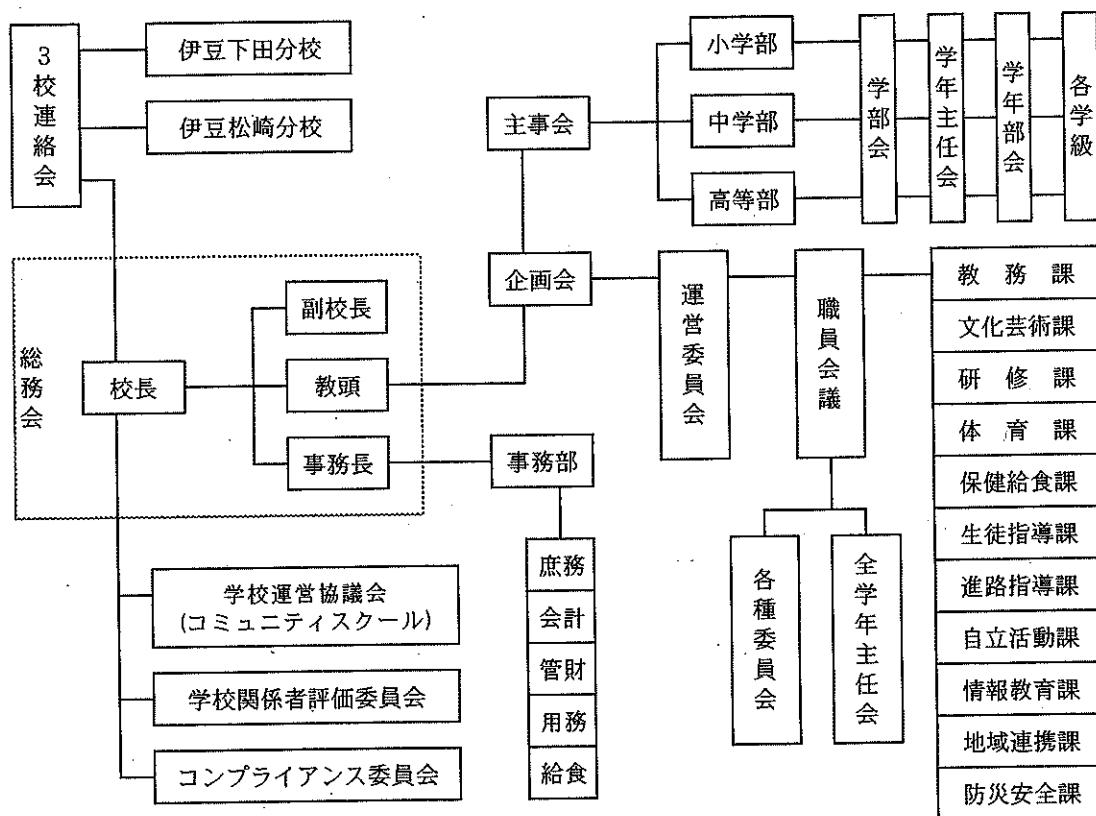 3校連絡会
伊豆下田分校
伊豆松崎分校
主事会
小学部
中学部
高等部
学部会
学年主任会
学年部会
各学級
総務会
校長
副校長
教頭
事務長
企画会
運営委員会
職員会議
事務部
庶務
会計
管財
用務
給食
各種委員会
全学年主任会
教務課
文化芸術課
研修課
体育課
保健給食課
生徒指導課
進路指導課
自立活動課
情報教育課
地域連携課
防災安全課
学校運営協議会
(コミュニティスクール)
学校関係者評価委員会
コンプライアンス委員会